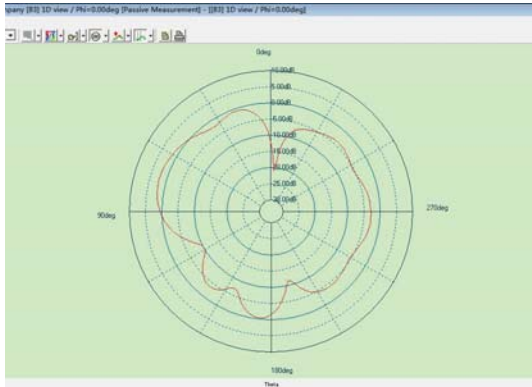 mpany [83] 1D view / Phi=0.00deg [Passive Measurement] - [[83] 1D view / Phi=0.00deg]
0deg
10.00dB
5.00dB
0.00dB
-5.00dB
-10.00dB
-15.00dB
-20.00dB
-25.00dB
-30.00dB
90deg
270deg
180deg
Theta